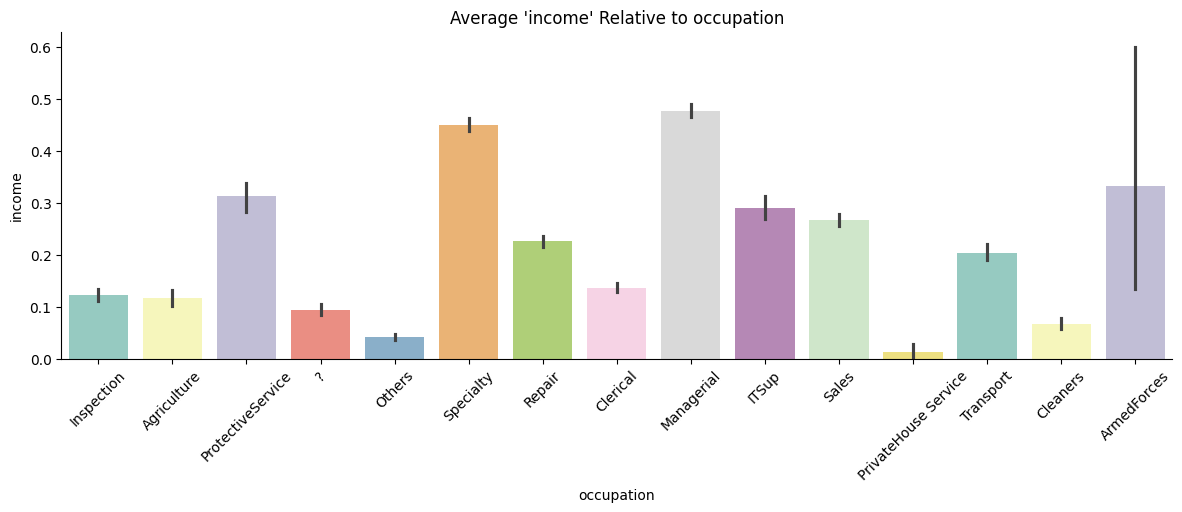 Average 'income' Relative to occupation
income
0.6
0.5
0.4
0.3
0.2
0.1
0.0
Inspection
Agriculture
ProtectiveService
?
Others
Specialty
Repair
Clerical
Managerial
ITSup
Sales
PrivateHouse Service
Transport
Cleaners
ArmedForces
occupation